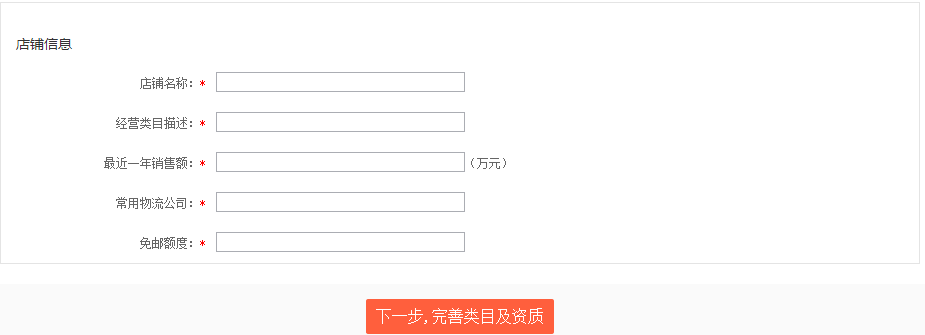 店铺信息
店铺名称：*
经营类目描述：*
最近一年销售额：* （万元）
常用物流公司：*
免邮额度：*
下一步,完善类目及资质